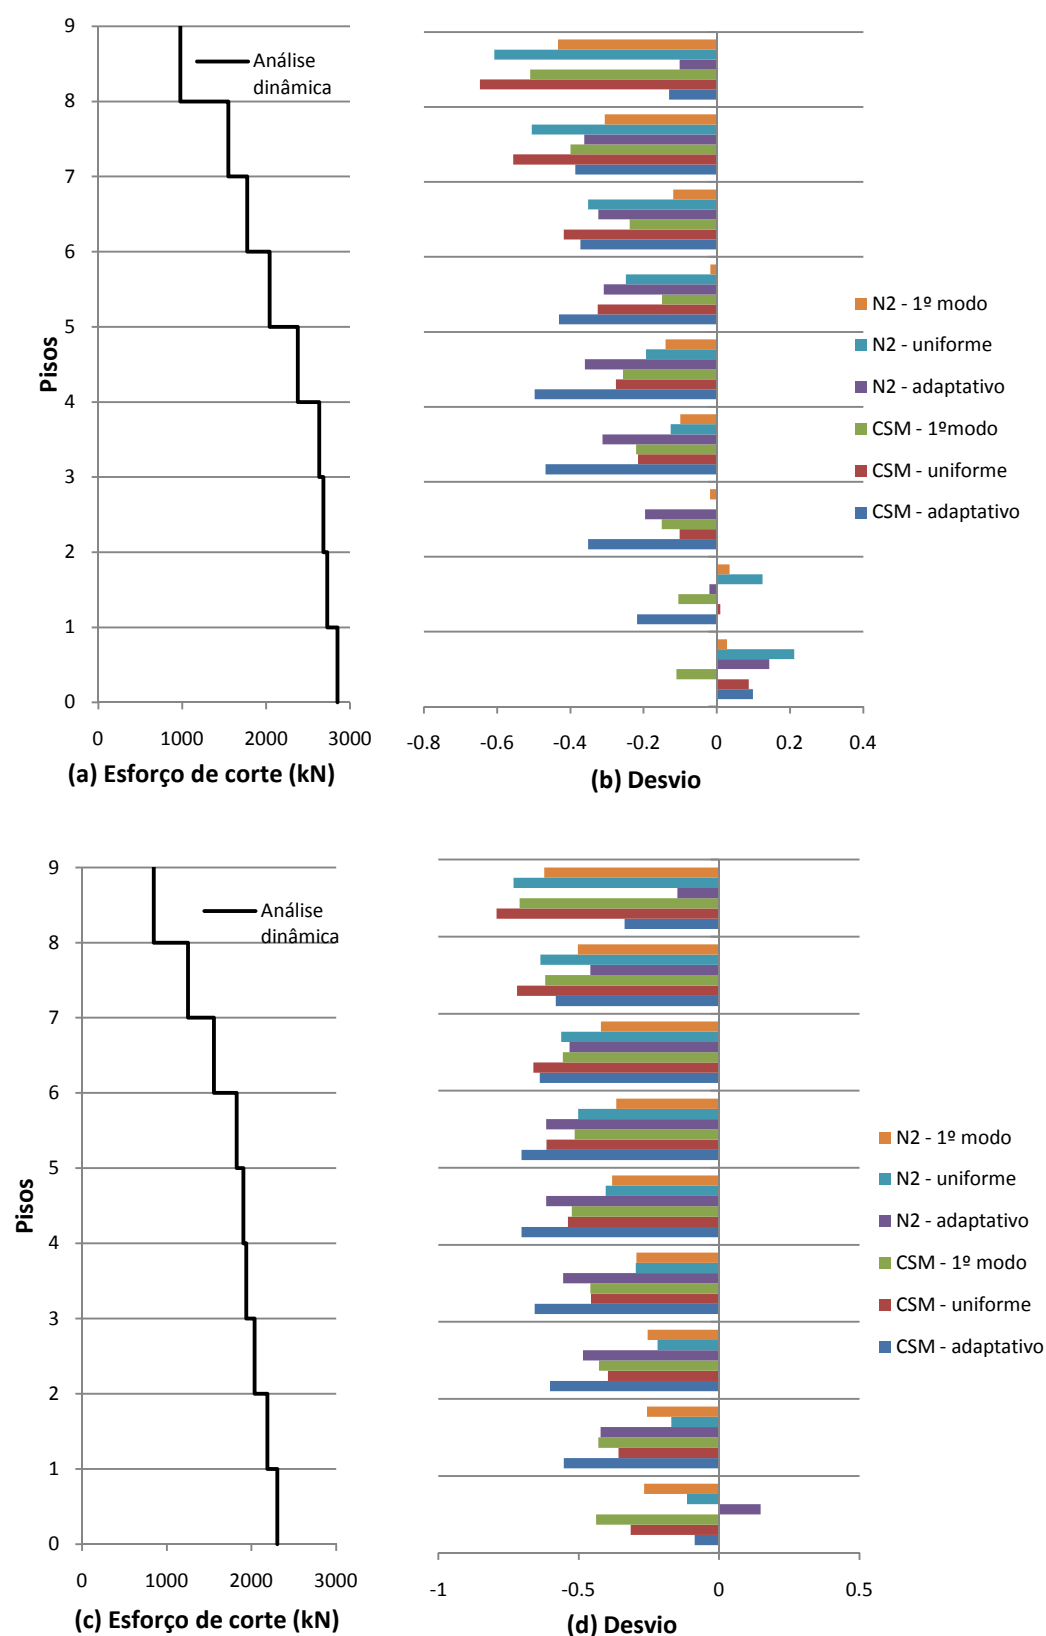 9
8
7
6
5
4
3
2
1
0
Pisos
Análise
dinâmica
0
1000
2000
3000
(a) Esforço de corte (kN)
-0.8
-0.6
-0.4
-0.2
0
0.2
0.4
(b) Desvio
N2 - 1º modo
N2 - uniforme
N2 - adaptativo
CSM - 1ºmodo
CSM - uniforme
CSM - adaptativo
9
8
7
6
5
4
3
2
1
0
Pisos
Análise
dinâmica
0
1000
2000
3000
(c) Esforço de corte (kN)
-1
-0.5
0
0.5
(d) Desvio
N2 - 1º modo
N2 - uniforme
N2 - adaptativo
CSM - 1º modo
CSM - uniforme
CSM - adaptativo